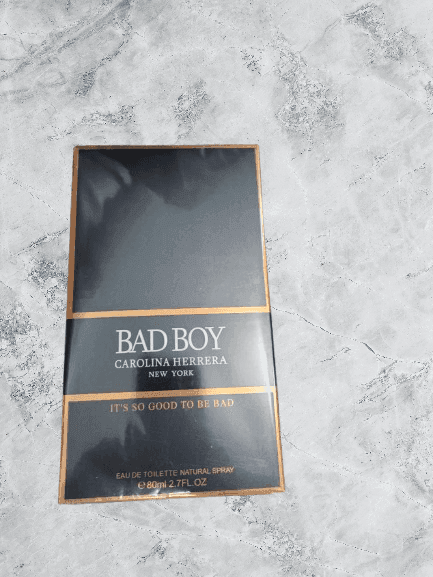 BAD BOY
CAROLINA HERRERA
NEW YORK
IT'S SO GOOD TO BE BAD
EAU DE TOILETTE NATURAL SPRAY
℮80ml 2.7FL.OZ